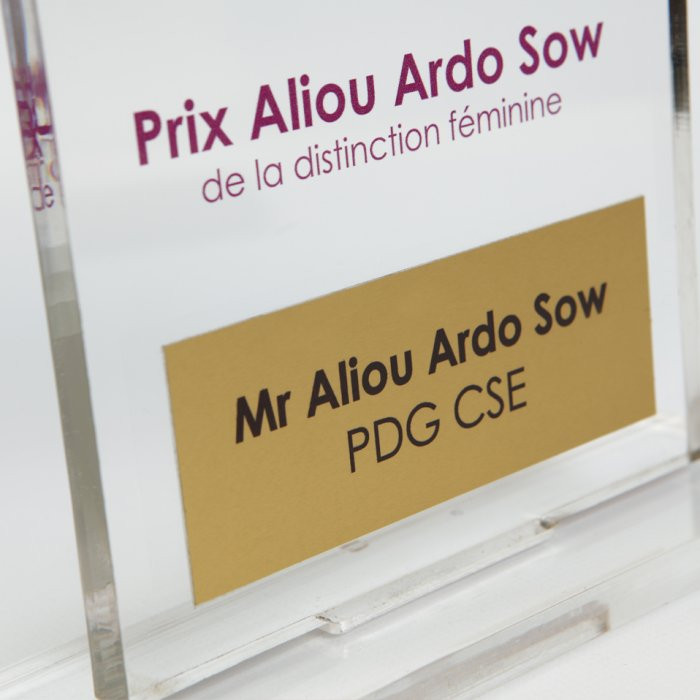 Prix Aliou Ardo Sow
de la distinction féminine
Mr Aliou Ardo Sow
PDG CSE